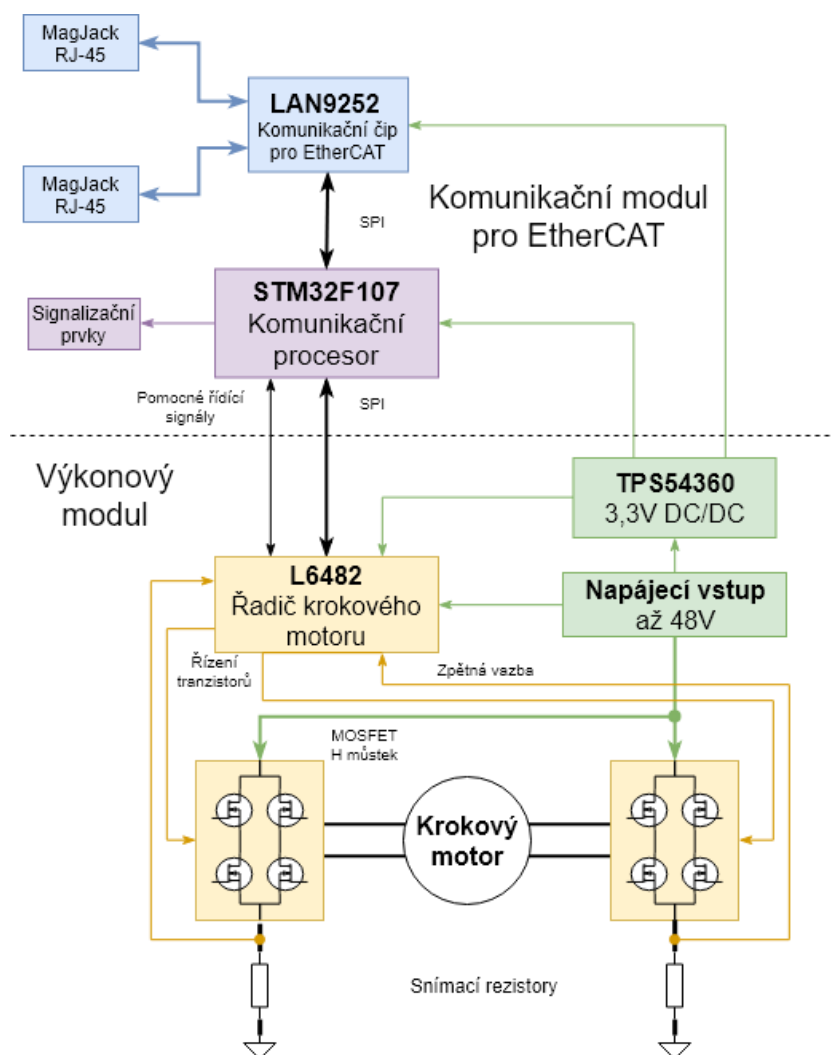 MagJack
RJ-45
LAN9252
Komunikační čip
pro EtherCAT
MagJack
RJ-45
Komunikační modul
pro EtherCAT
SPI
STM32F107
Komunikační
procesor
Signalizační
prvky
Pomocné řídící
signály
SPI
Výkonový
modul
TPS54360
3,3V DC/DC
L6482
Řadič krokového
motoru
Napájecí vstup
až 48V
Řízení
tranzistorů
Zpětná vazba
MOSFET
H můstek
Krokový
motor
Snímací rezistory